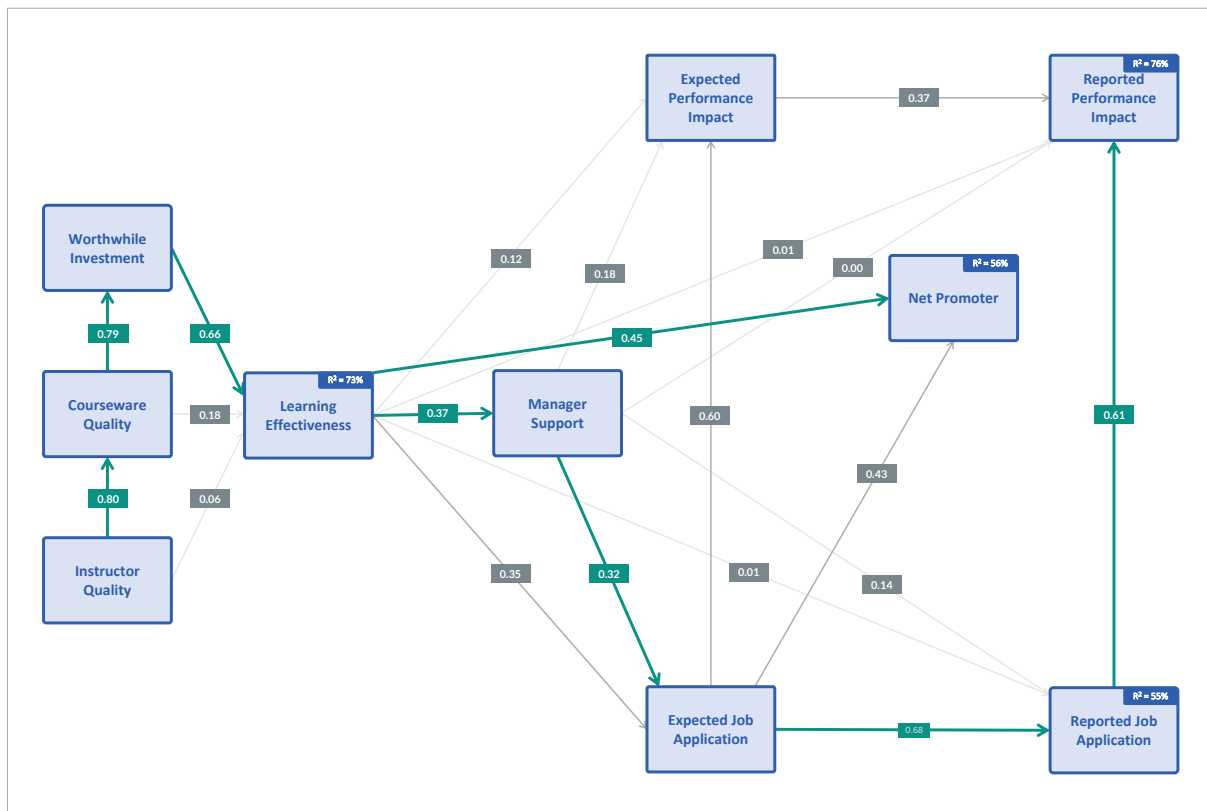 R² = 76%
Expected
Performance
Impact
Reported
Performance
Impact
0.37
Worthwhile
Investment
0.12
0.18
0.01
0.00
R² = 56%
Net Promoter
0.79
0.66
0.45
R² = 73%
Courseware
Quality
0.18
Learning
Effectiveness
0.37
Manager
Support
0.60
0.61
0.80
0.06
0.43
Instructor
Quality
0.35
0.32
0.01
0.14
R² = 55%
Expected Job
Application
0.68
Reported Job
Application